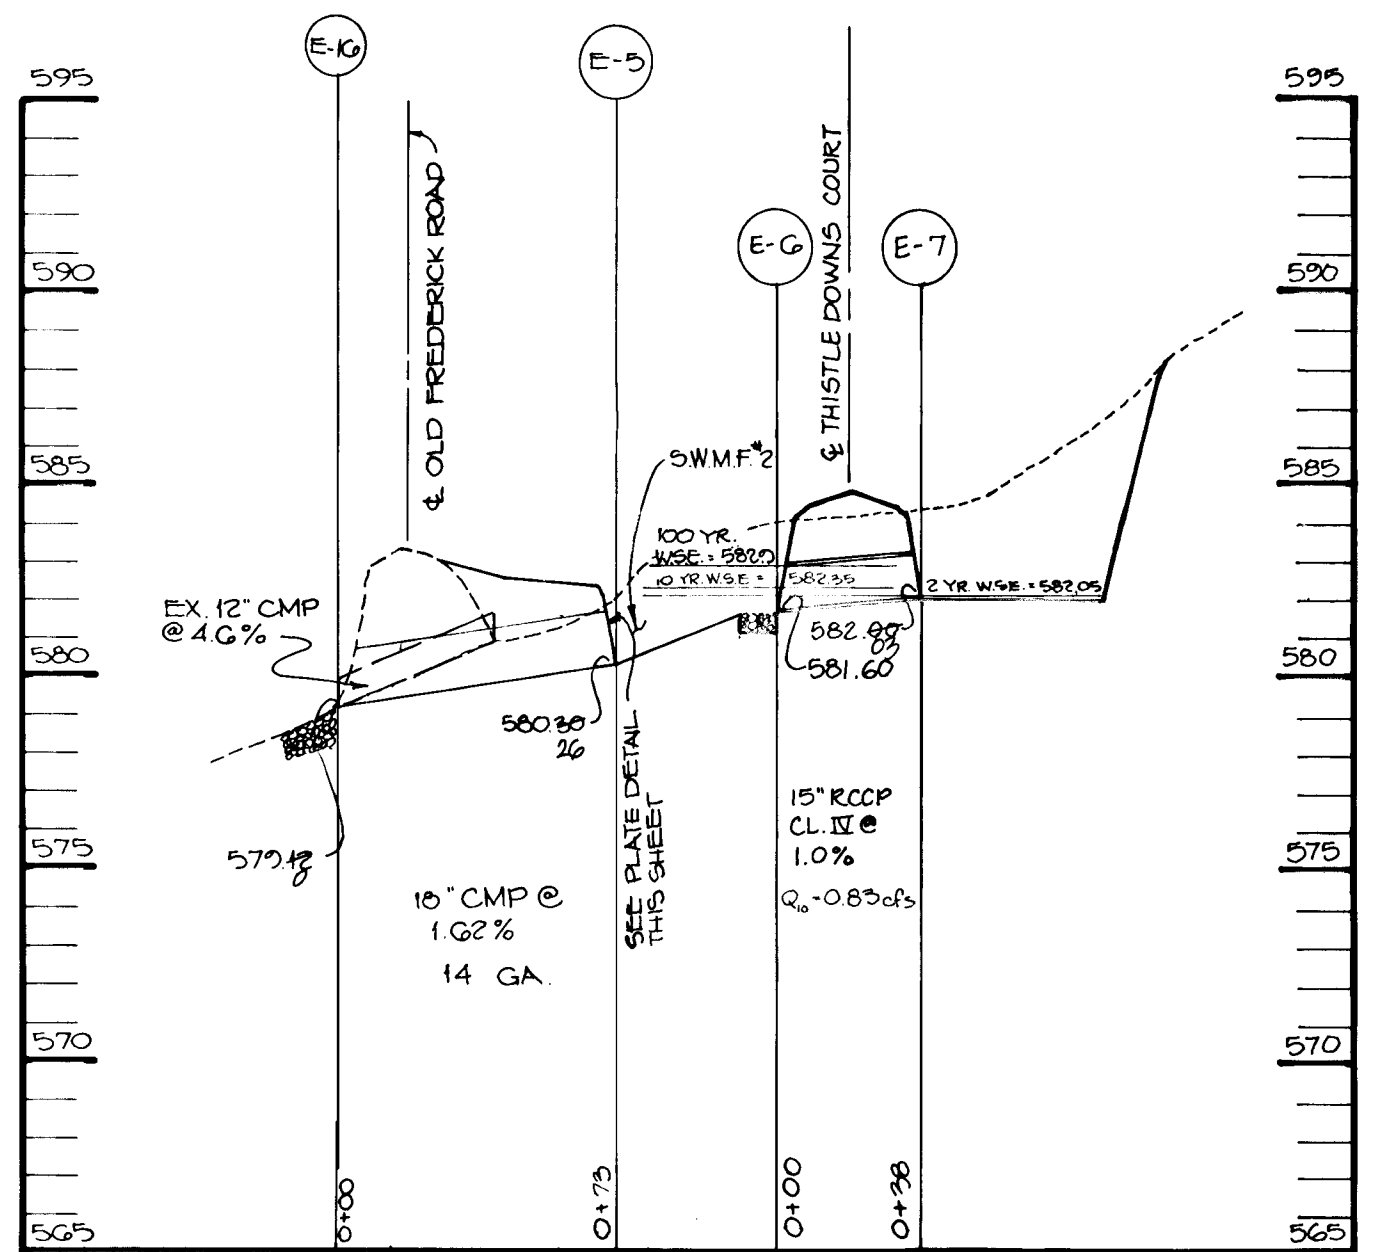 E-16
E-5
595
595
℄ OLD FREDERICK ROAD
℄ THISTLE DOWNS COURT
E-6
E-7
590
590
585
585
S.W.M.F. #2
100 YR.
W.S.E. = 582.9
10 YR. W.S.E = 582.35
2 YR. W.S.E. = 582.05
EX. 12" CMP
@ 4.6%
582.
03
581.60
580
580
580.30
26
SEE PLATE DETAIL
THIS SHEET
15" RCCP
CL. IV @
1.0%
Q10 = 0.83 cfs
575
575
18" CMP @
1.62%
14 GA.
570
570
0+00
0+73
0+00
0+38
565
565